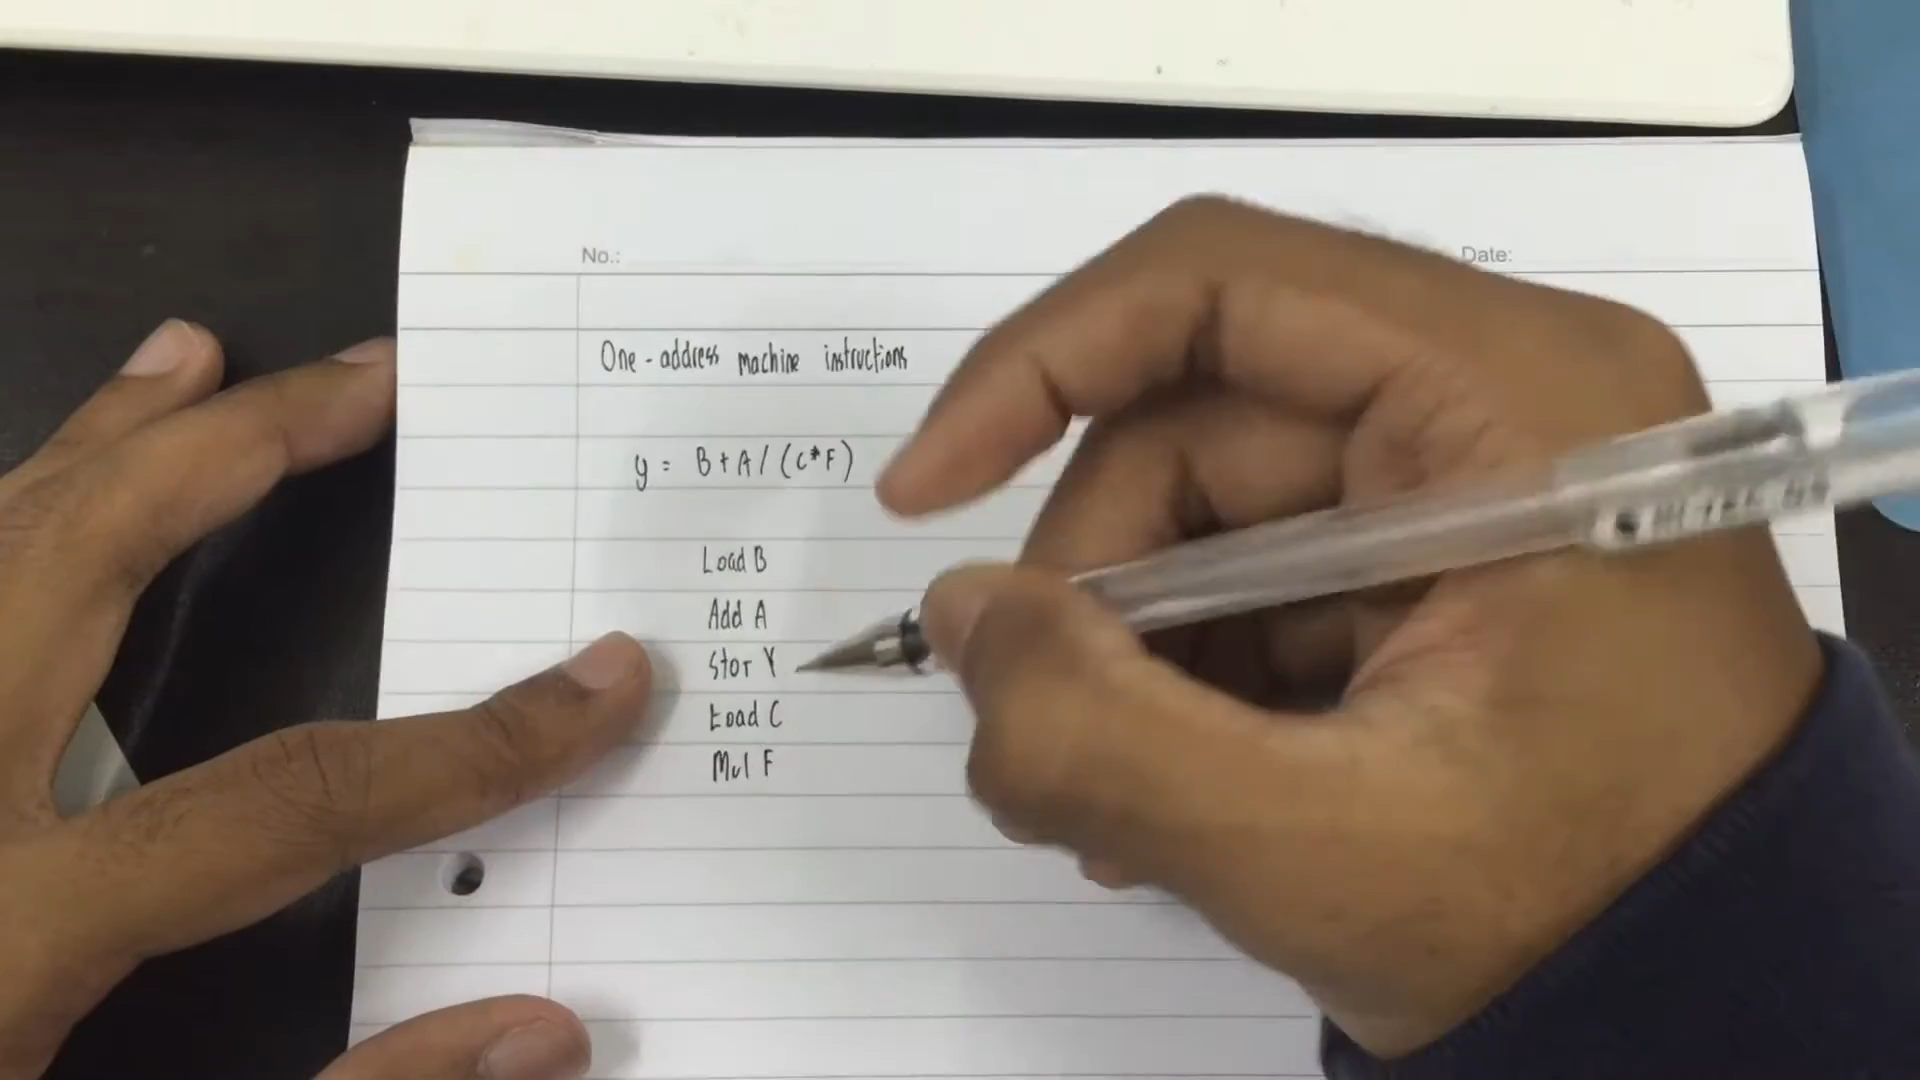 No.: Date:
One-address machine instructions
y = B+A/(C*F)
Load B
Add A
Stor Y
Load C
Mul F